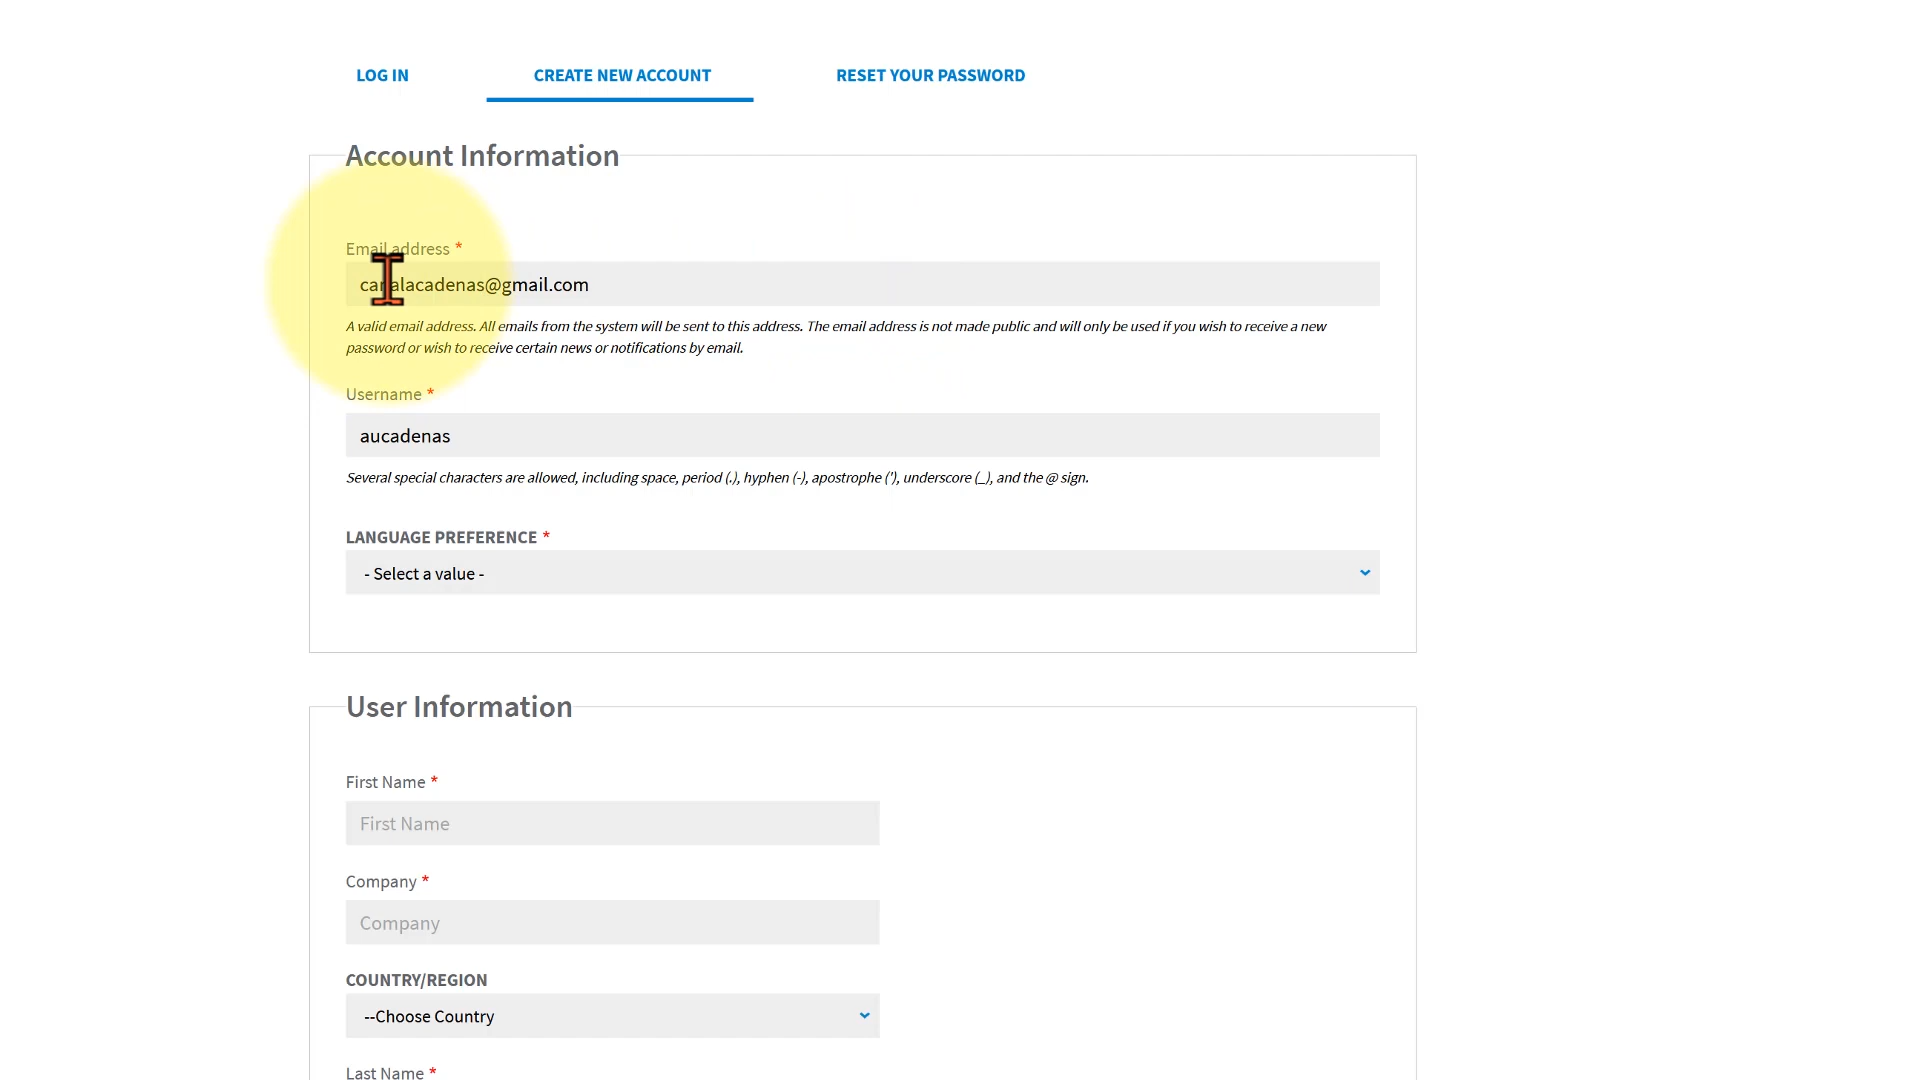 LOG IN
CREATE NEW ACCOUNT
RESET YOUR PASSWORD
Account Information
Email address *
canalacadenas@gmail.com
A valid email address. All emails from the system will be sent to this address. The email address is not made public and will only be used if you wish to receive a new
password or wish to receive certain news or notifications by email.
Username *
aucadenas
Several special characters are allowed, including space, period (.), hyphen (-), apostrophe ('), underscore (_), and the @ sign.
LANGUAGE PREFERENCE *
- Select a value -
User Information
First Name *
First Name
Company *
Company
COUNTRY/REGION
--Choose Country
Last Name *